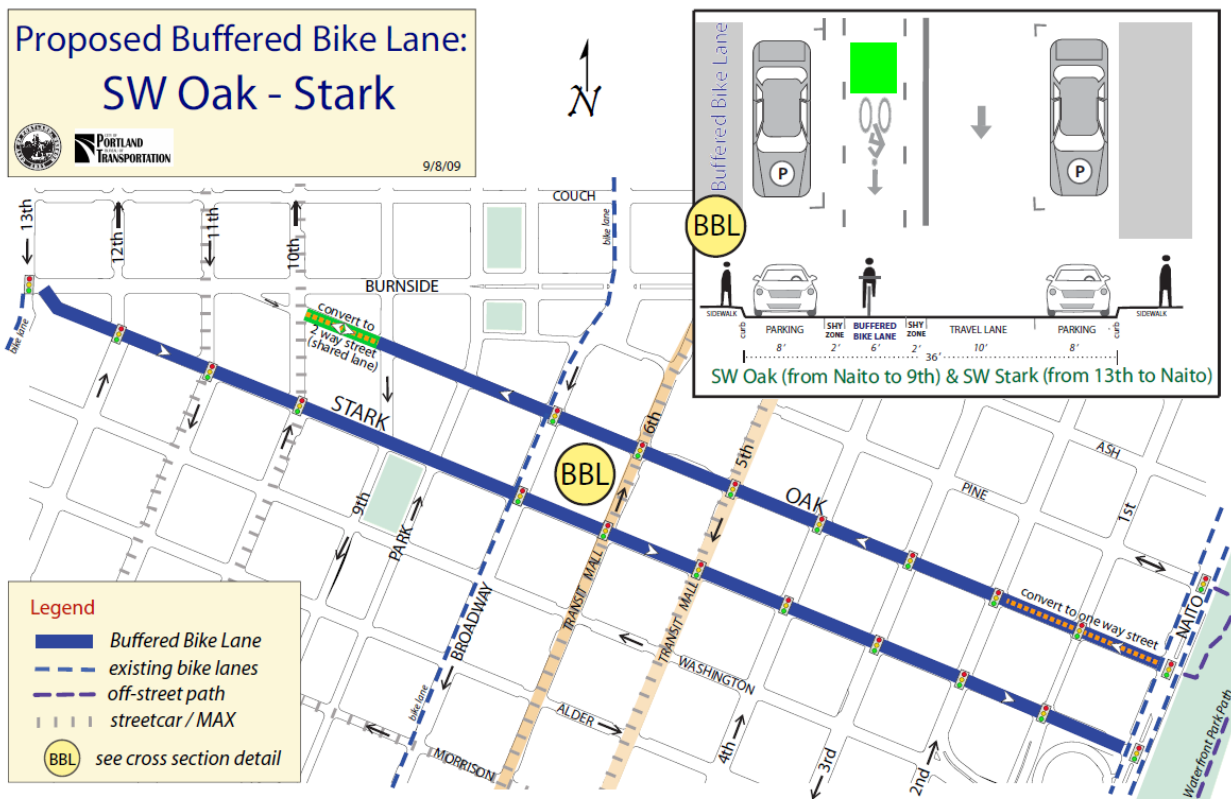 Proposed Buffered Bike Lane:
SW Oak - Stark
CITY OF
PORTLAND
TRANSPORTATION
9/8/09
N
Buffered Bike Lane
P
P
BBL
SIDEWALK
curb
PARKING
SHY
ZONE
BUFFERED
BIKE LANE
SHY
ZONE
TRAVEL LANE
PARKING
curb
SIDEWALK
8'
2'
6'
2'
10'
8'
36'
SW Oak (from Naito to 9th) & SW Stark (from 13th to Naito)
13th
12th
11th
10th
COUCH
bike lane
BURNSIDE
bike lane
convert to
2 way street
(shared lane)
STARK
6th
5th
BBL
OAK
ASH
PINE
1st
9th
PARK
BROADWAY
TRANSIT MALL
TRANSIT MALL
convert to one way street
NAITO
WASHINGTON
ALDER
MORRISON
bike lane
4th
3rd
2nd
Waterfront Park Path
Legend
Buffered Bike Lane
existing bike lanes
off-street path
streetcar / MAX
BBL
see cross section detail